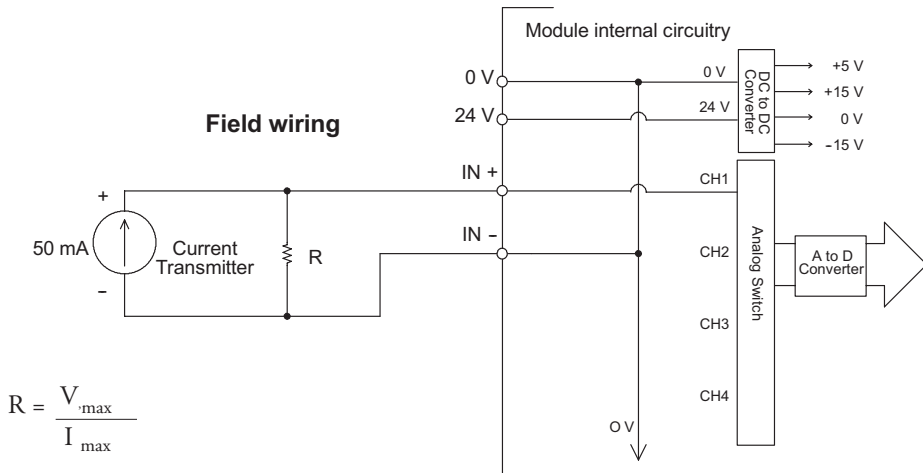 Module internal circuitry
0 V
0 V
+5 V
+15 V
24 V
24 V
0 V
-15 V
DC to DC
Converter
Field wiring
IN +
CH1
+
50 mA
Current
Transmitter
R
IN -
CH2
A to D
Converter
Analog Switch
-
CH3
CH4
R = V max
I max
O V